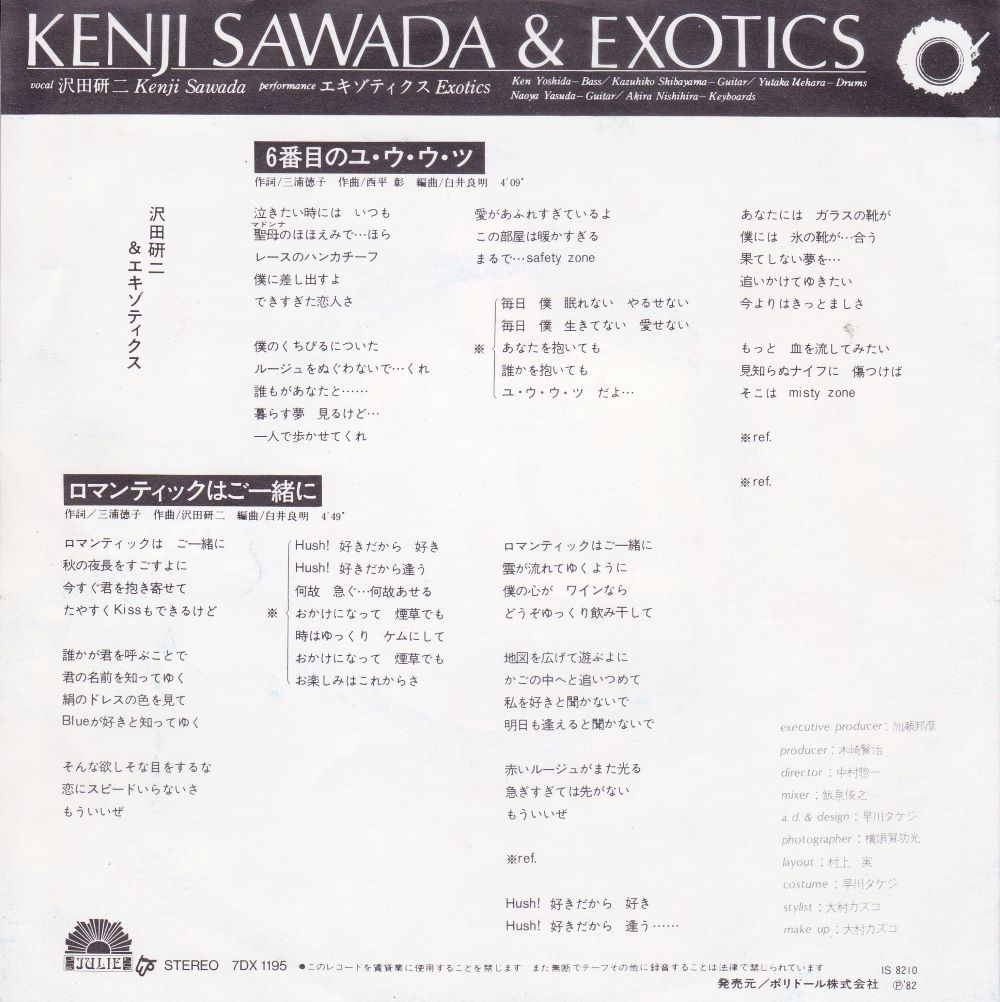 KENJI SAWADA & EXOTICS
vocal 沢田研二 Kenji Sawada performance エキゾティクス Exotics
Ken Yoshida–Bass/ Kazuhiko Shibayama–Guitar/ Yutaka Uehara–Drums
Naoya Yasuda–Guitar/ Akira Nishihira–Keyboards
沢田研二
&エキゾティクス
6番目のユ・ウ・ウ・ツ
作詞/三浦徳子 作曲/西平 彰 編曲/白井良明 4'09"
泣きたい時には いつも
マドンナ
聖母のほほえみで…ほら
レースのハンカチーフ
僕に差し出すよ
できすぎた恋人さ
僕のくちびるについた
ルージュをぬぐわないで…くれ
誰もがあなたと……
暮らす夢 見るけど…
一人で歩かせてくれ
愛があふれすぎているよ
この部屋は暖かすぎる
まるで…safety zone
※
毎日 僕 眠れない やるせない
毎日 僕 生きてない 愛せない
あなたを抱いても
誰かを抱いても
ユ・ウ・ウ・ツ だよ…
あなたには ガラスの靴が
僕には 氷の靴が…合う
果てしない夢を…
追いかけてゆきたい
今よりはきっとましさ
もっと 血を流してみたい
見知らぬナイフに 傷つけば
そこは misty zone
※ref.
※ref.
ロマンティックはご一緒に
作詞/三浦徳子 作曲/沢田研二 編曲/白井良明 4'49"
ロマンティックは ご一緒に
秋の夜長をすごすよに
今すぐ君を抱き寄せて
たやすくKissもできるけど
誰かが君を呼ぶことで
君の名前を知ってゆく
絹のドレスの色を見て
Blueが好きと知ってゆく
そんな欲しそな目をするな
恋にスピードいらないさ
もういいぜ
※
Hush! 好きだから 好き
Hush! 好きだから逢う
何故 急ぐ…何故あせる
おかけになって 煙草でも
時はゆっくり ケムにして
おかけになって 煙草でも
お楽しみはこれからさ
ロマンティックはご一緒に
雲が流れてゆくように
僕の心が ワインなら
どうぞゆっくり飲み干して
地図を広げて遊ぶよに
かごの中へと追いつめて
私を好きと聞かないで
明日も逢えると聞かないで
赤いルージュがまた光る
急ぎすぎては先がない
もういいぜ
※ref.
Hush! 好きだから 好き
Hush! 好きだから 逢う……
executive producer：加瀬邦彦
producer：木崎賢治
director：中村惣一
mixer：飯泉俊之
a. d. & design：早川タケジ
photographer：横須賀功光
layout：村上 実
costume：早川タケジ
stylist：大村カズコ
make up：大村カズコ
JULIE
STEREO 7DX 1195 ●このレコードを賃貸業に使用することを禁じます また無断でテープその他に録音することは法律で禁じられています IS 8210
発売元／ポリドール株式会社 Ⓟ'82